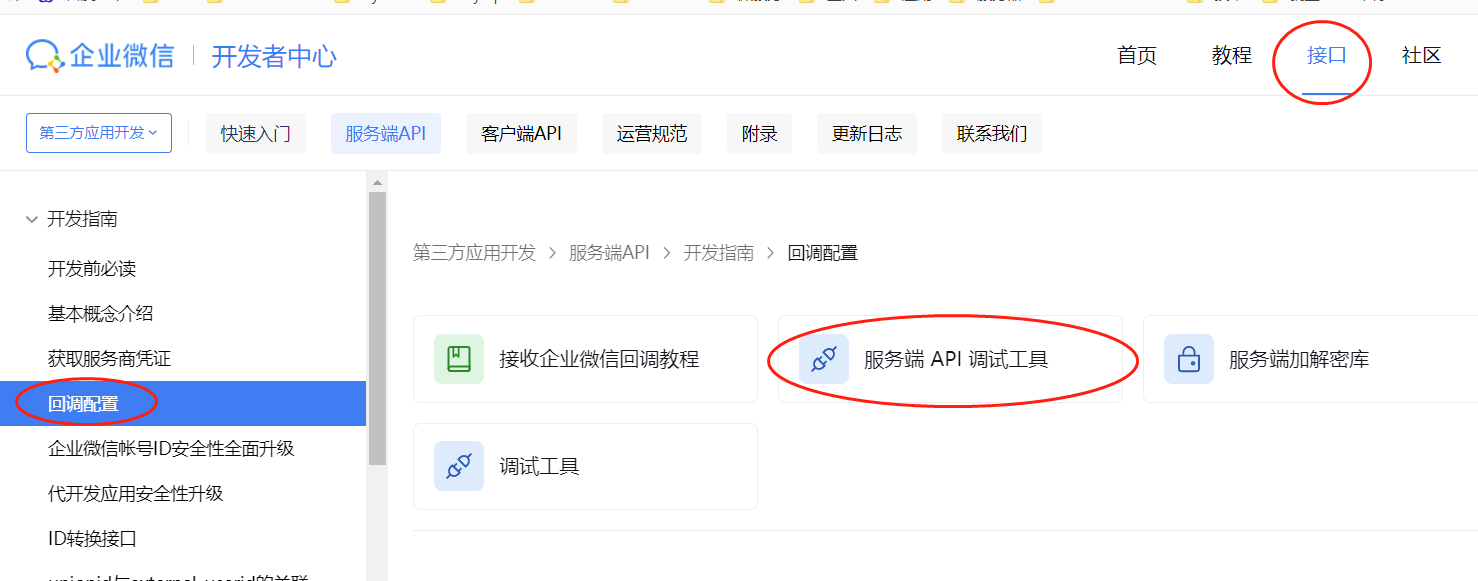 企业微信 开发者中心 首页 教程 接口 社区
第三方应用开发 快速入门 服务端API 客户端API 运营规范 附录 更新日志 联系我们
开发指南
开发前必读
基本概念介绍
获取服务商凭证
回调配置
企业微信帐号ID安全性全面升级
代开发应用安全性升级
ID转换接口
第三方应用开发 > 服务端API > 开发指南 > 回调配置
接收企业微信回调教程
服务端 API 调试工具
服务端加解密库
调试工具